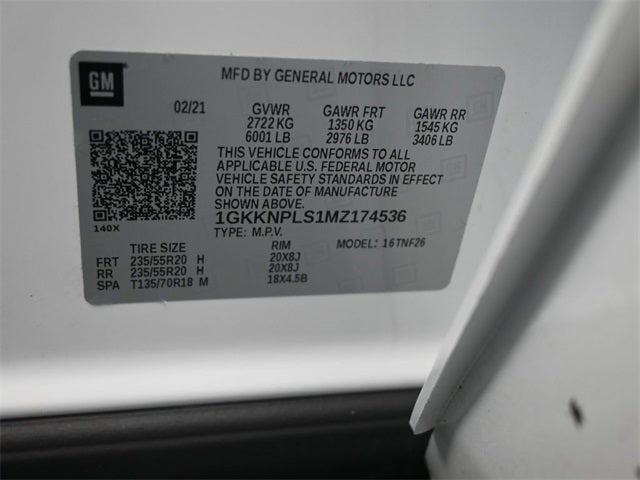 GM
MFD BY GENERAL MOTORS LLC
02/21 GVWR GAWR FRT GAWR RR
2722 KG 1350 KG 1545 KG
6001 LB 2976 LB 3406 LB
THIS VEHICLE CONFORMS TO ALL
APPLICABLE U.S. FEDERAL MOTOR
VEHICLE SAFETY STANDARDS IN EFFECT
ON THE DATE OF MANUFACTURE
SHOWN ABOVE.
1GKKNPLS1MZ174536
140X
TYPE: M.P.V. MODEL: 16TNF26
TIRE SIZE RIM
FRT 235/55R20 H 20X8J
RR 235/55R20 H 20X8J
SPA T135/70R18 M 18X4.5B